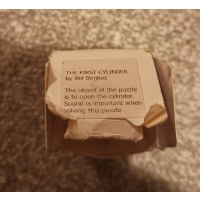 THE FIRST CYLINDER
by Wil Strijbos
The object of the puzzle
is to open the cylinder.
Sound is important when
solving this puzzle